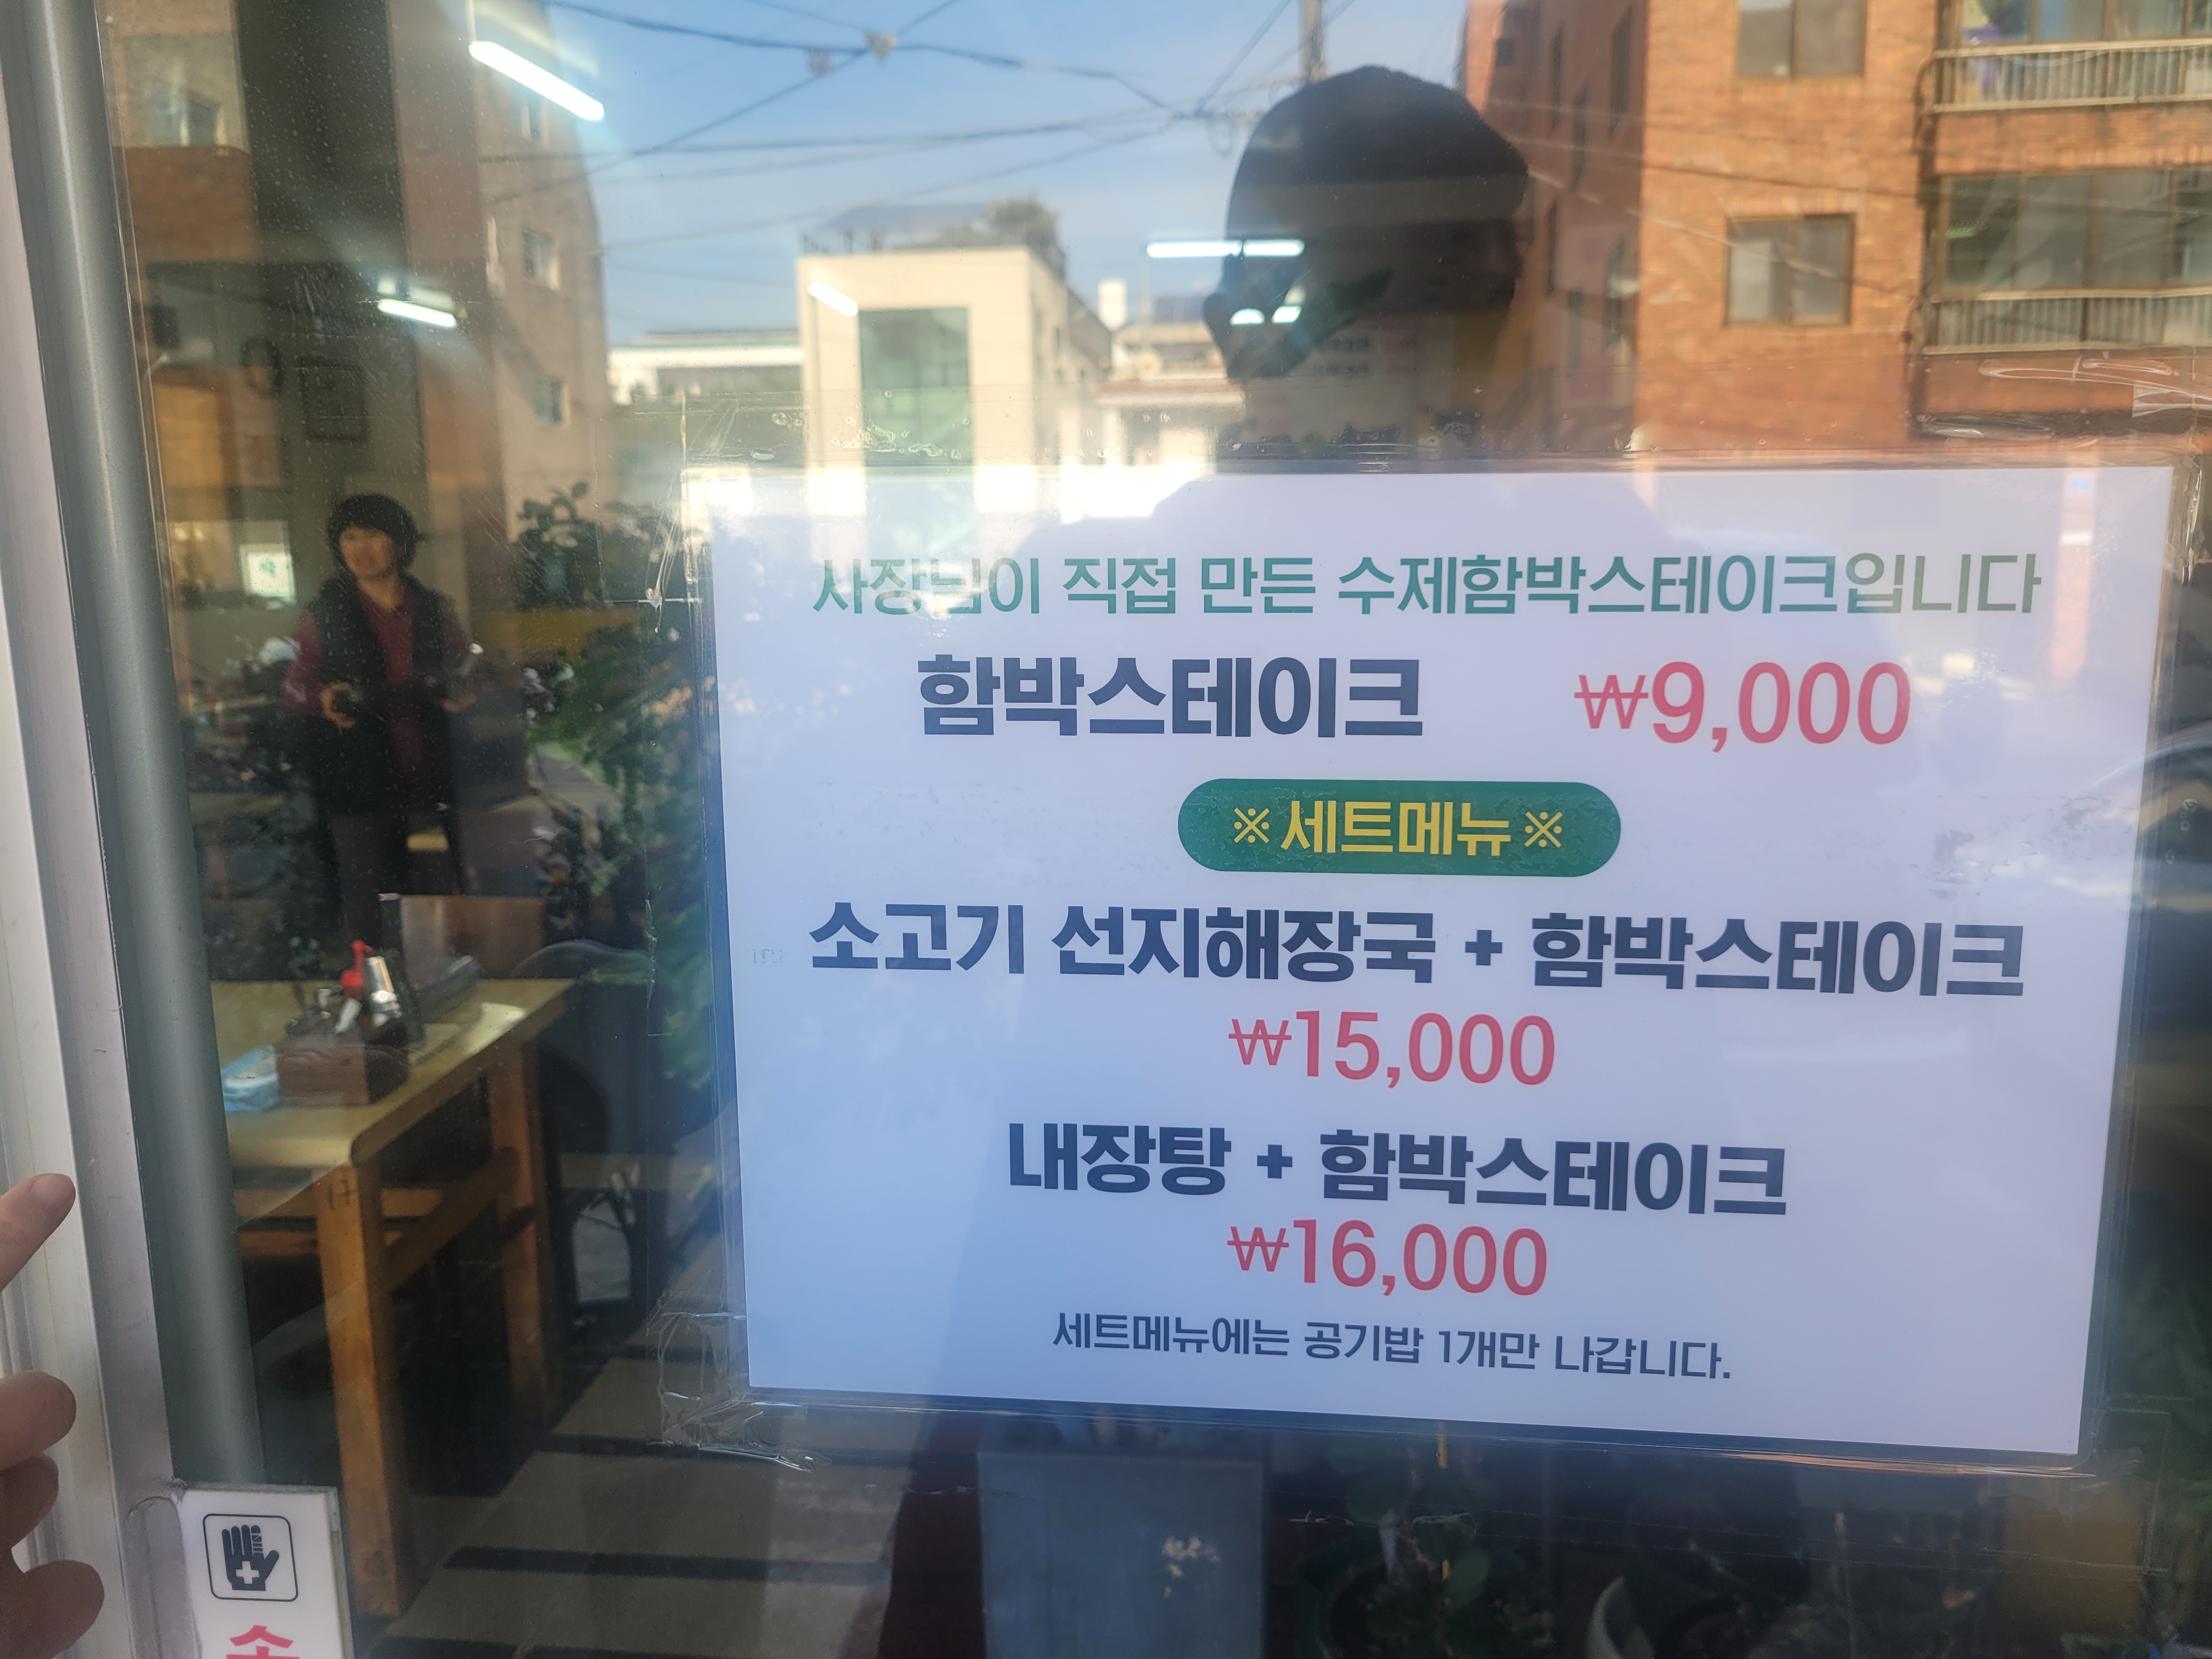 사장님이 직접 만든 수제함박스테이크입니다
함박스테이크 ₩9,000
※세트메뉴※
소고기 선지해장국 + 함박스테이크
₩15,000
내장탕 + 함박스테이크
₩16,000
세트메뉴에는 공기밥 1개만 나갑니다.
손